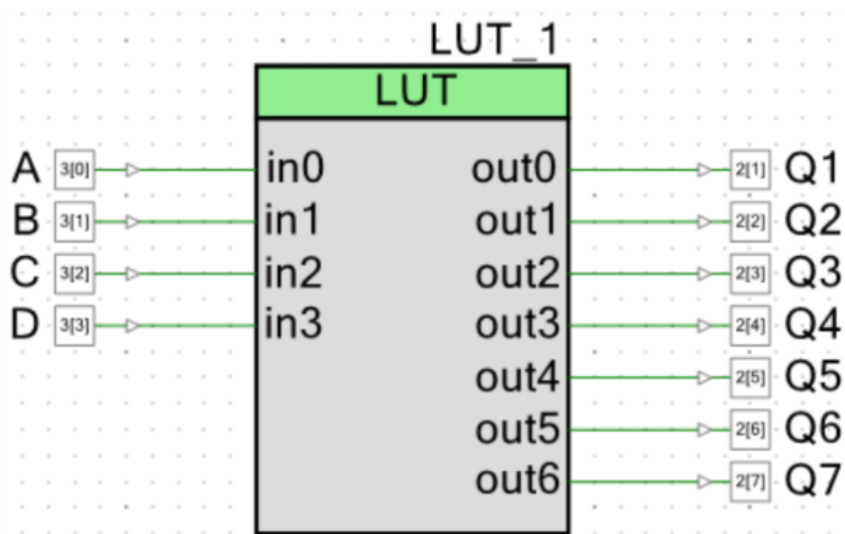 LUT_1
LUT
A 3[0] in0 out0 2[1] Q1
B 3[1] in1 out1 2[2] Q2
C 3[2] in2 out2 2[3] Q3
D 3[3] in3 out3 2[4] Q4
out4 2[5] Q5
out5 2[6] Q6
out6 2[7] Q7